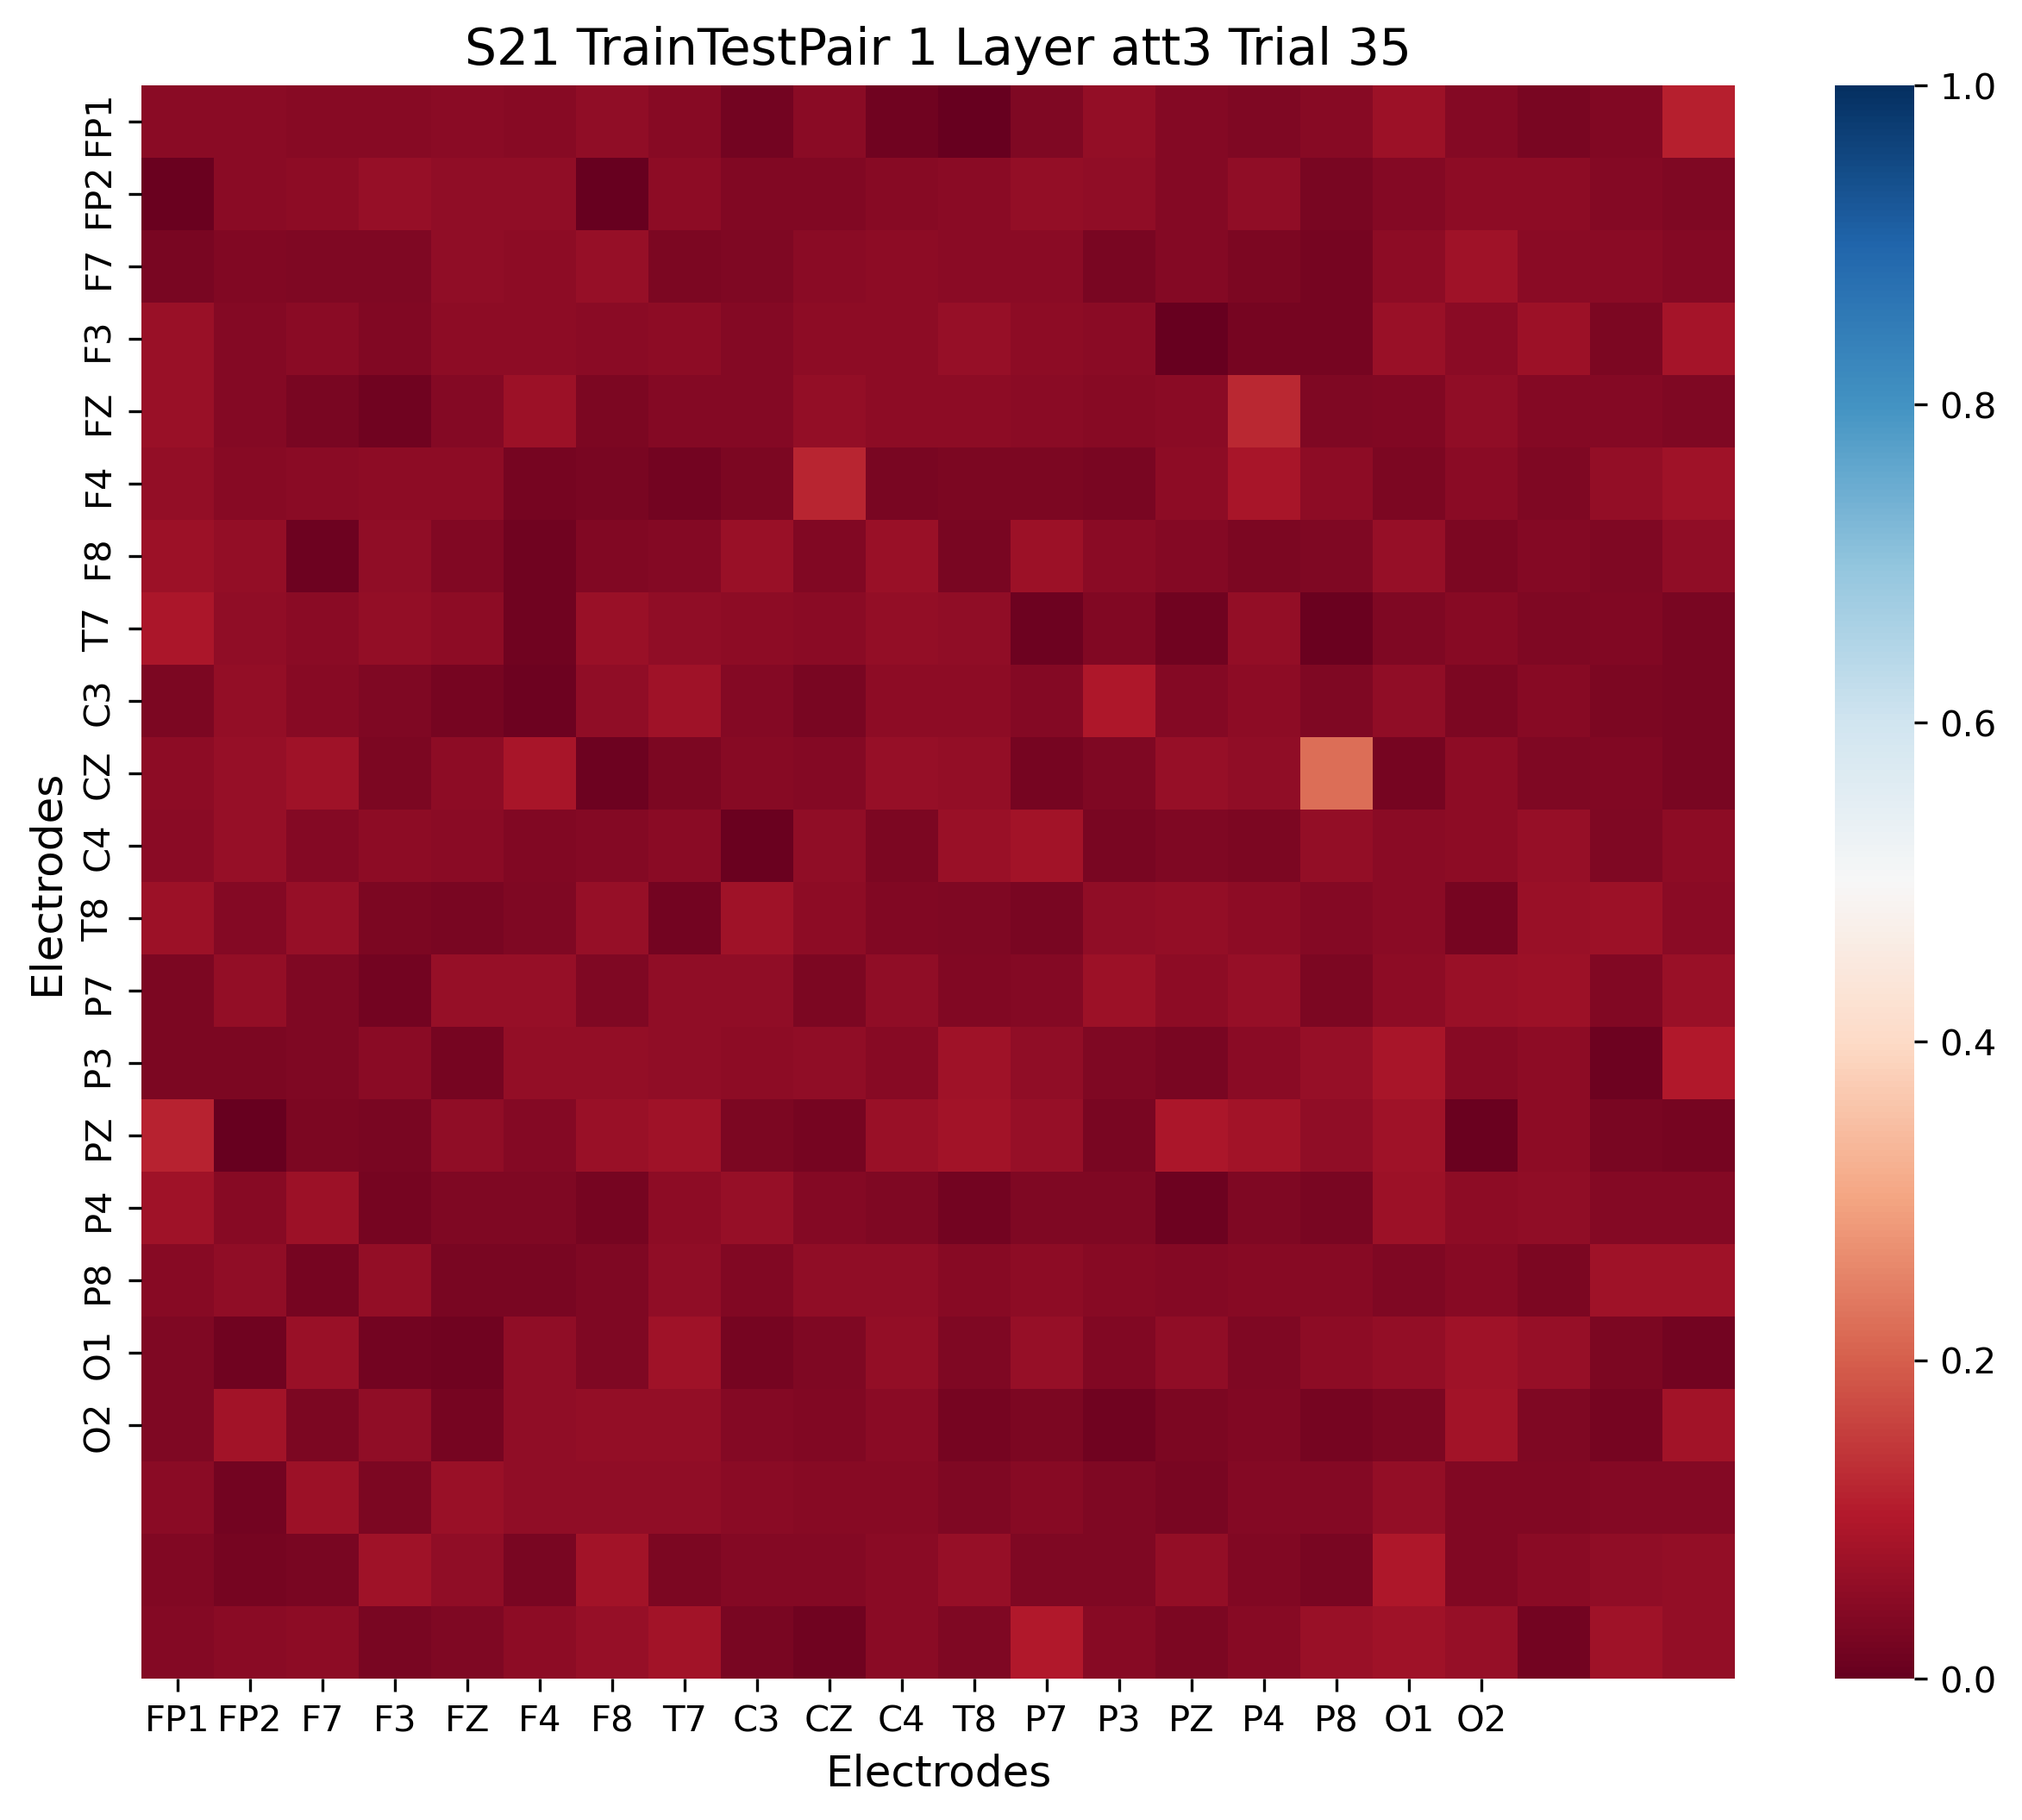 S21 TrainTestPair 1 Layer att3 Trial 35
Electrodes
FP1
FP2
F7
F3
FZ
F4
F8
T7
C3
CZ
C4
T8
P7
P3
PZ
P4
P8
O1
O2
FP1 FP2 F7 F3 FZ F4 F8 T7 C3 CZ C4 T8 P7 P3 PZ P4 P8 O1 O2
Electrodes
1.0
0.8
0.6
0.4
0.2
0.0